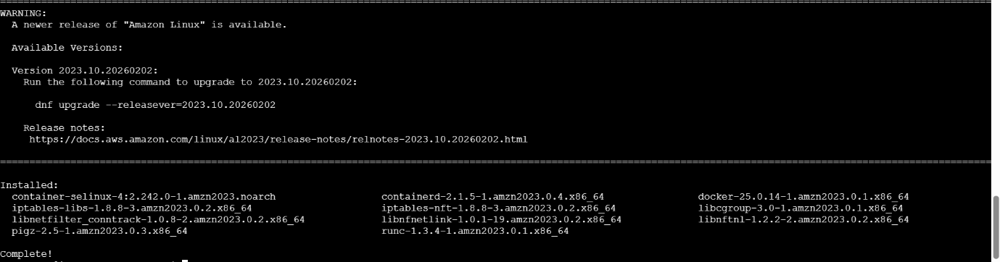 ================================================================================
WARNING:
A newer release of "Amazon Linux" is available.
Available Versions:
Version 2023.10.20260202:
Run the following command to upgrade to 2023.10.20260202:
dnf upgrade --releasever=2023.10.20260202
Release notes:
https://docs.aws.amazon.com/linux/al2023/release-notes/relnotes-2023.10.20260202.html
================================================================================
Installed:
container-selinux-4:2.242.0-1.amzn2023.noarch containerd-2.1.5-1.amzn2023.0.4.x86_64 docker-25.0.14-1.amzn2023.0.1.x86_64
iptables-libs-1.8.8-3.amzn2023.0.2.x86_64 iptables-nft-1.8.8-3.amzn2023.0.2.x86_64 libcgroup-3.0-1.amzn2023.0.1.x86_64
libnetfilter_conntrack-1.0.8-2.amzn2023.0.2.x86_64 libnfnetlink-1.0.1-19.amzn2023.0.2.x86_64 libnftnl-1.2.2-2.amzn2023.0.2.x86_64
pigz-2.5-1.amzn2023.0.3.x86_64 runc-1.3.4-1.amzn2023.0.1.x86_64
Complete!